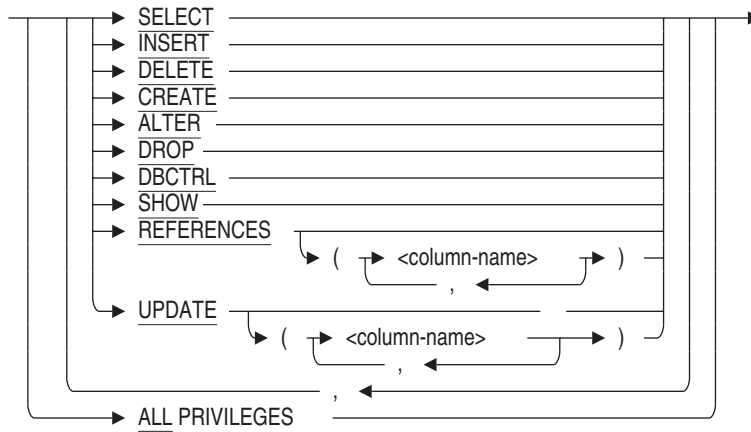 SELECT
INSERT
DELETE
CREATE
ALTER
DROP
DBCTRL
SHOW
REFERENCES
( <column-name> )
,
UPDATE
( <column-name> )
,
,
ALL PRIVILEGES